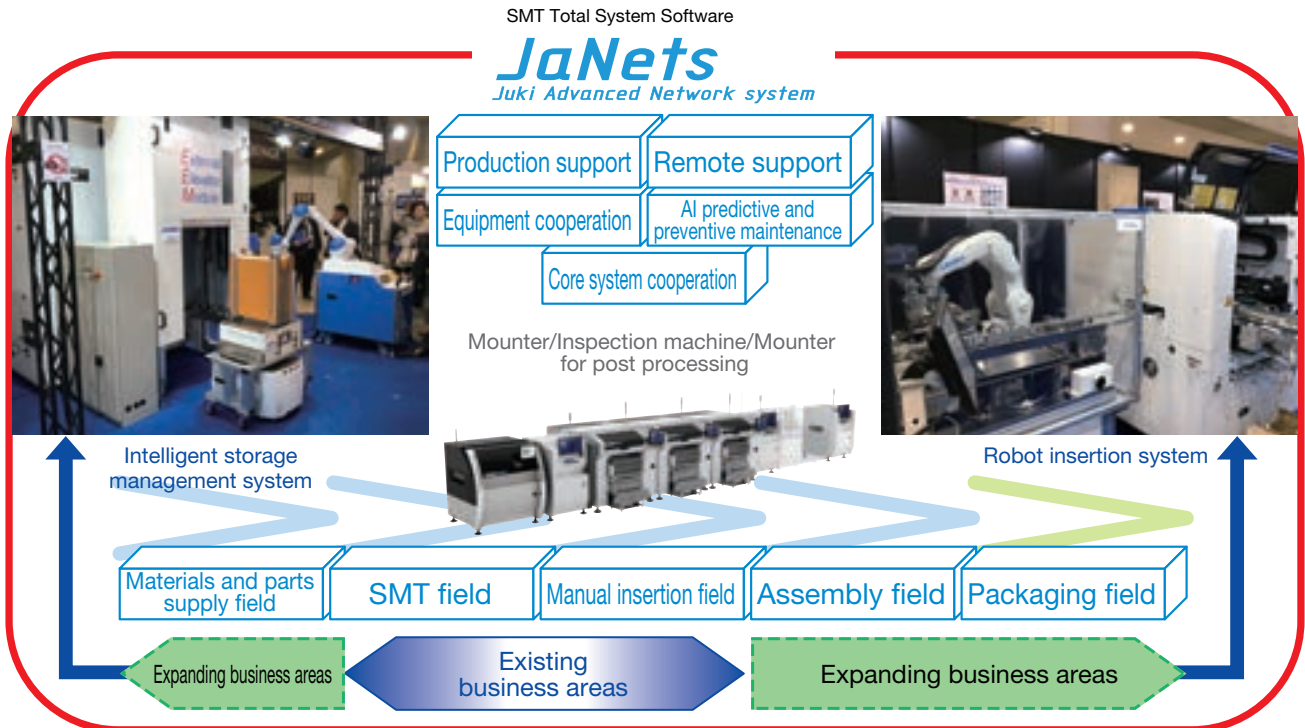 SMT Total System Software
JaNets
Juki Advanced Network system
Production support
Remote support
Equipment cooperation
AI predictive and
preventive maintenance
Core system cooperation
Mounter/Inspection machine/Mounter
for post processing
Intelligent storage
management system
Robot insertion system
Materials and parts
supply field
SMT field
Manual insertion field
Assembly field
Packaging field
Expanding business areas
Existing
business areas
Expanding business areas